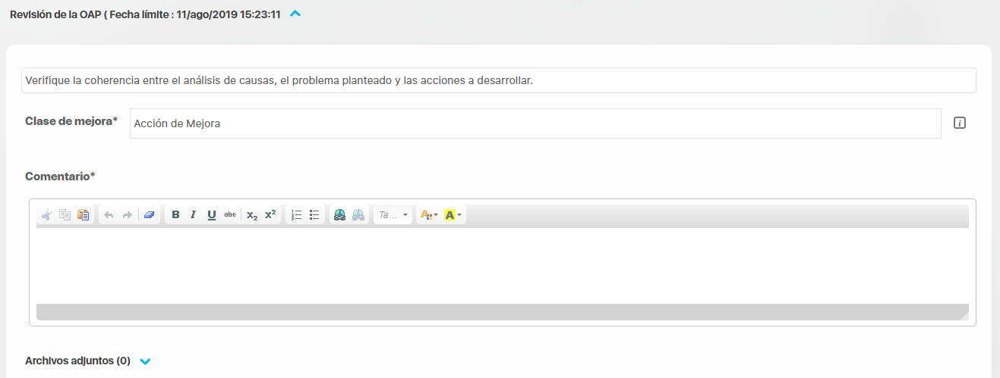 Revisión de la OAP ( Fecha límite : 11/ago/2019 15:23:11
Verifique la coherencia entre el análisis de causas, el problema planteado y las acciones a desarrollar.
Clase de mejora* Acción de Mejora i
Comentario*
B I U abc x2 x² Ta... A A
Archivos adjuntos (0)